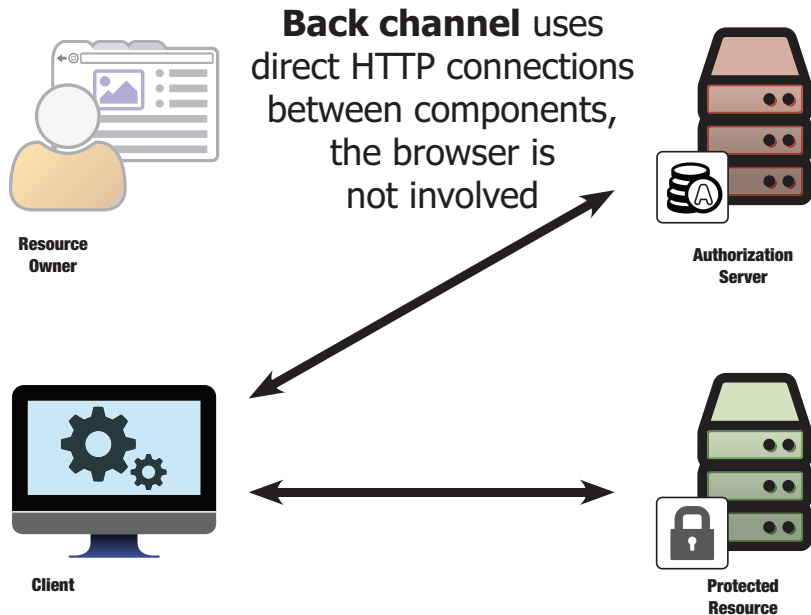 Back channel uses
direct HTTP connections
between components,
the browser is
not involved
Resource
Owner
A
Authorization
Server
Client
Protected
Resource